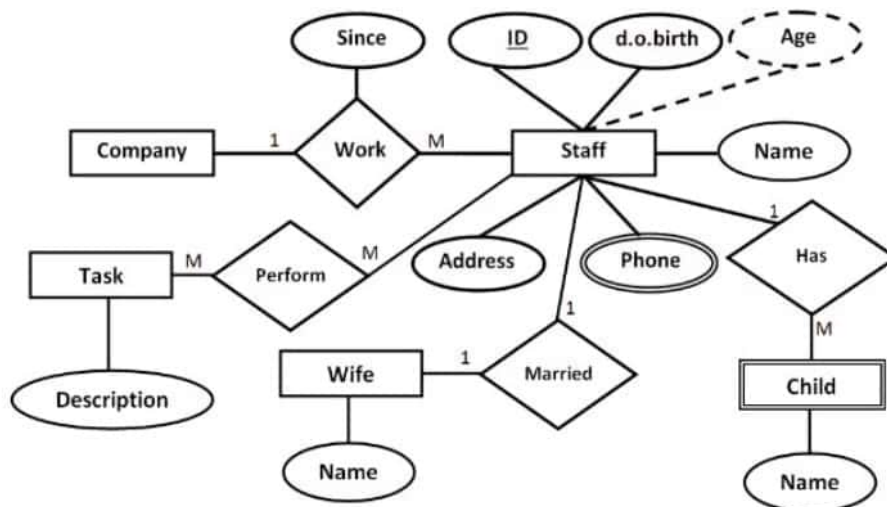 Since
ID
d.o.birth
Age
Company
1
Work
M
Staff
Name
Task
M
Perform
M
Address
Phone
1
Has
M
Description
Wife
1
Married
1
Child
Name
Name